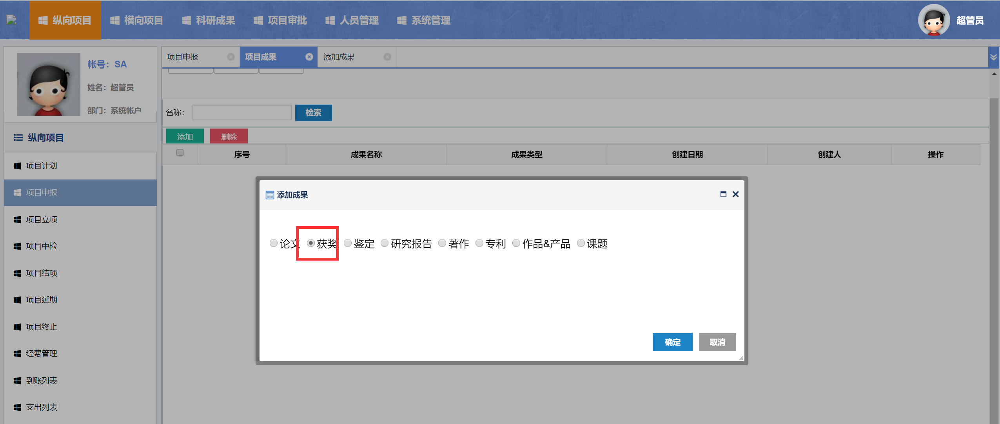 纵向项目 横向项目 科研成果 项目审批 人员管理 系统管理 超管员
帐号：SA
姓名：超管员
部门：系统帐户
纵向项目
项目计划
项目申报
项目立项
项目中检
项目结项
项目延期
项目终止
经费管理
到账列表
支出列表
项目申报 项目成果 添加成果
名称： 检索
添加 删除
序号 成果名称 成果类型 创建日期 创建人 操作
添加成果
论文 获奖 鉴定 研究报告 著作 专利 作品&产品 课题
确定 取消